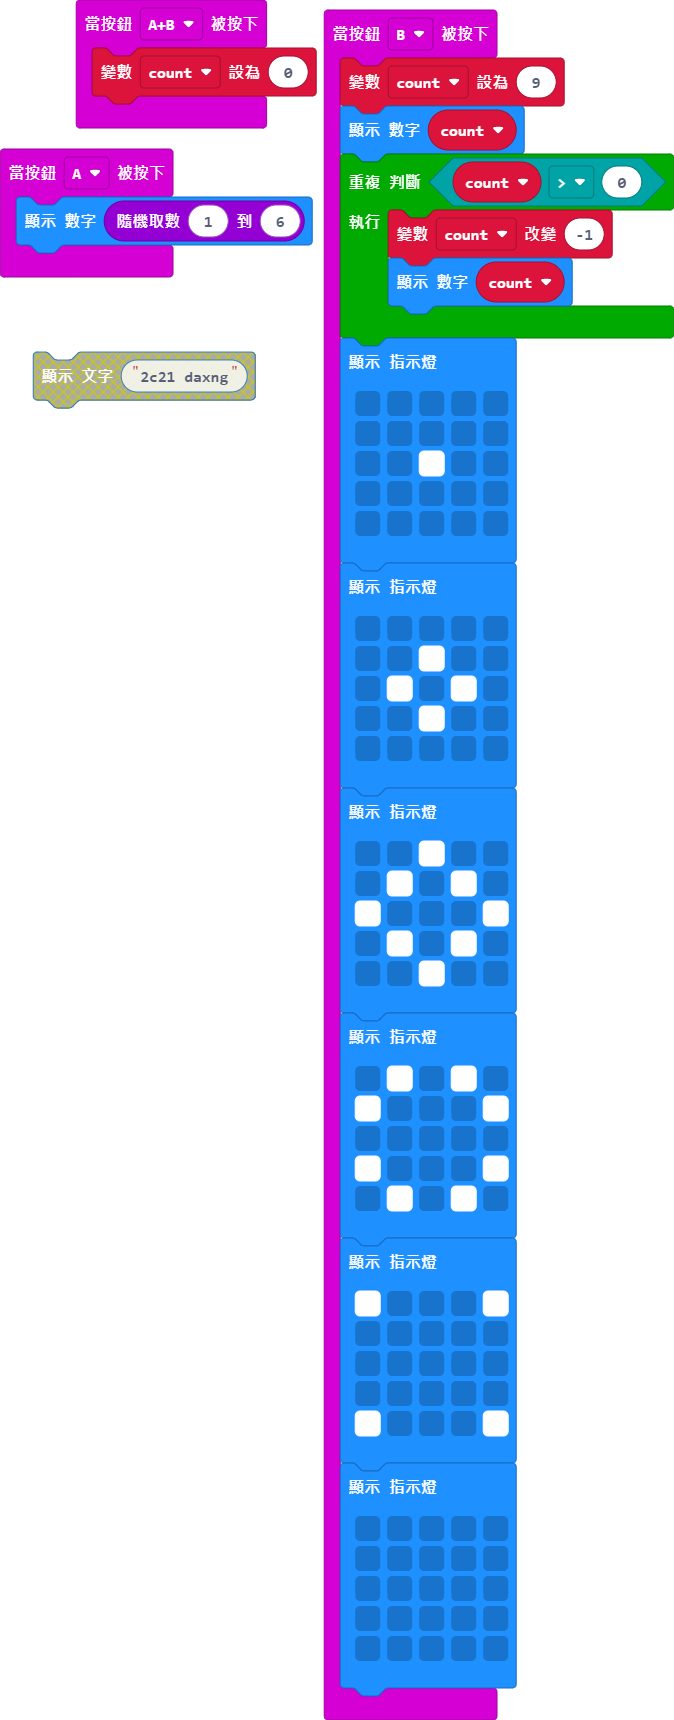 當按鈕 A+B 被按下
變數 count 設為 0
當按鈕 A 被按下
顯示 數字 隨機取數 1 到 6
顯示 文字 "2c21 daxng"
當按鈕 B 被按下
變數 count 設為 9
顯示 數字 count
重複 判斷 count > 0
執行 變數 count 改變 -1
顯示 數字 count
顯示 指示燈
顯示 指示燈
顯示 指示燈
顯示 指示燈
顯示 指示燈
顯示 指示燈